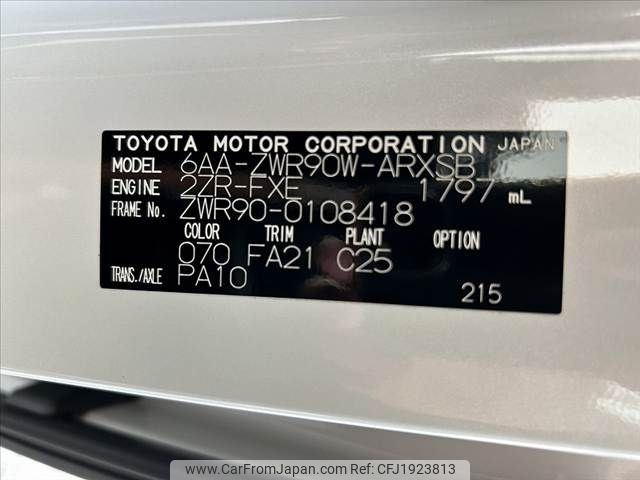 TOYOTA MOTOR CORPORATION JAPAN
MODEL 6AA-ZWR90W-ARXSB
ENGINE 2ZR-FXE 1797 mL
FRAME No. ZWR90-0108418
COLOR TRIM PLANT OPTION
070 FA21 C25
TRANS./AXLE PA10
215
www.CarFromJapan.com | Ref No: CFJ1923813